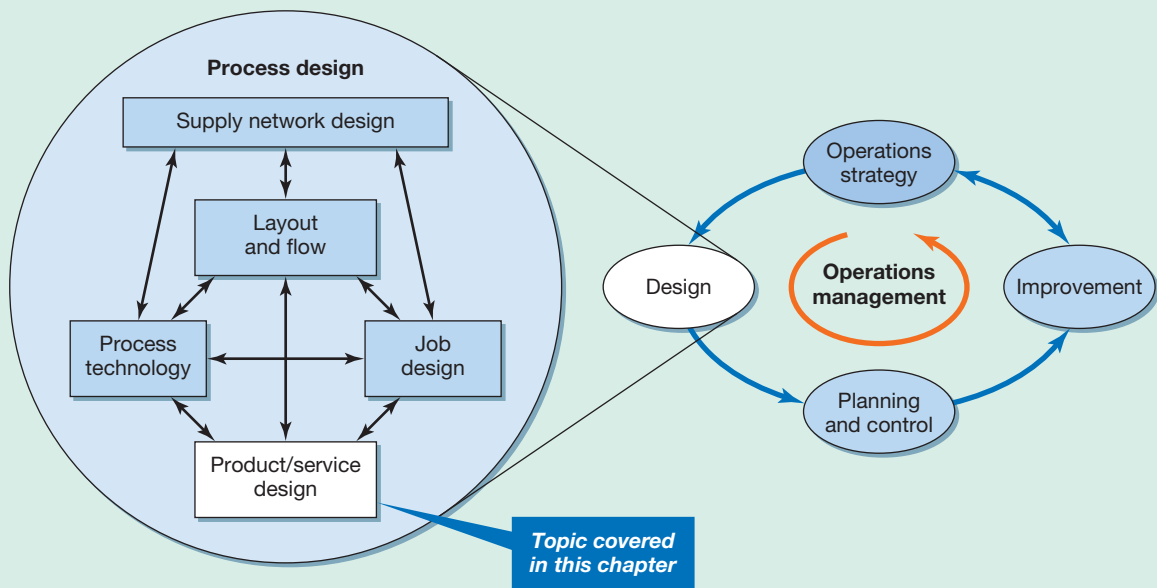 Process design
Supply network design
Layout
and flow
Process
technology
Job
design
Product/service
design
Topic covered
in this chapter
Operations
strategy
Design
Operations
management
Improvement
Planning
and control